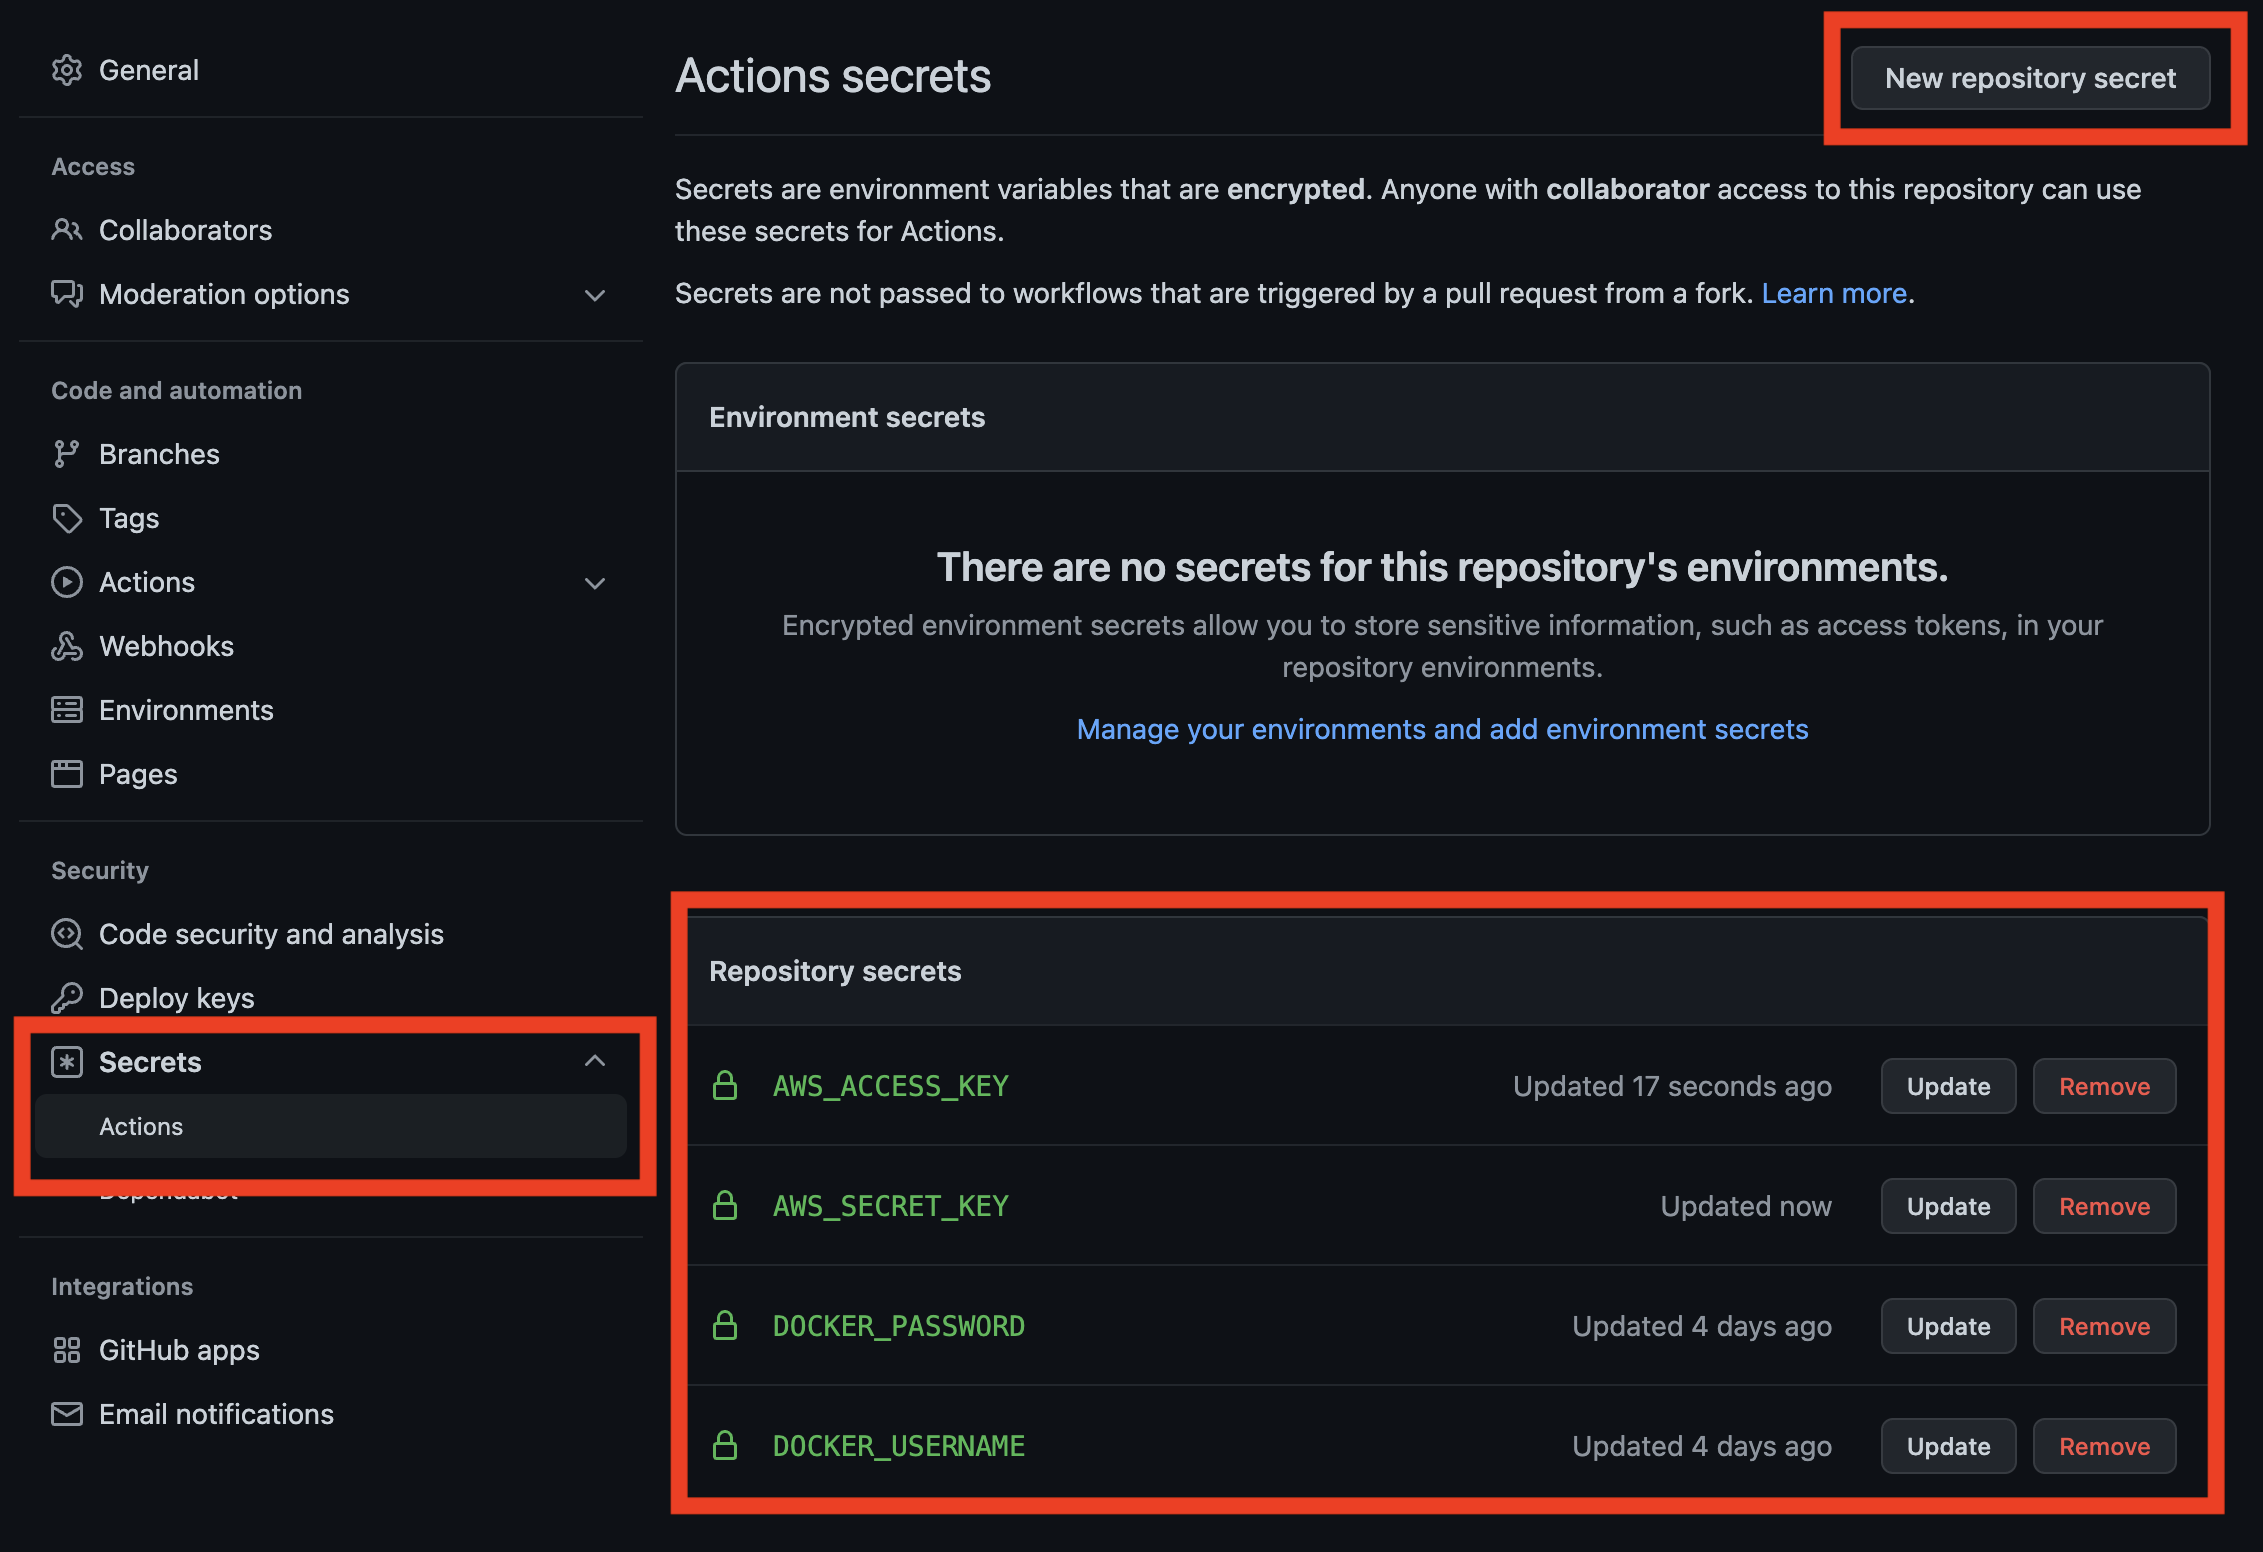 General
Access
Collaborators
Moderation options
Code and automation
Branches
Tags
Actions
Webhooks
Environments
Pages
Security
Code security and analysis
Deploy keys
Secrets
Actions
Dependabot
Integrations
GitHub apps
Email notifications
Actions secrets
New repository secret
Secrets are environment variables that are encrypted. Anyone with collaborator access to this repository can use
these secrets for Actions.
Secrets are not passed to workflows that are triggered by a pull request from a fork. Learn more.
Environment secrets
There are no secrets for this repository's environments.
Encrypted environment secrets allow you to store sensitive information, such as access tokens, in your
repository environments.
Manage your environments and add environment secrets
Repository secrets
AWS_ACCESS_KEY Updated 17 seconds ago Update Remove
AWS_SECRET_KEY Updated now Update Remove
DOCKER_PASSWORD Updated 4 days ago Update Remove
DOCKER_USERNAME Updated 4 days ago Update Remove